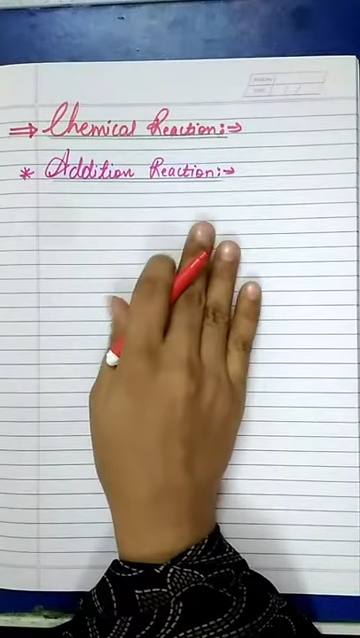 ⇒ Chemical Reaction:→
* Addition Reaction:→